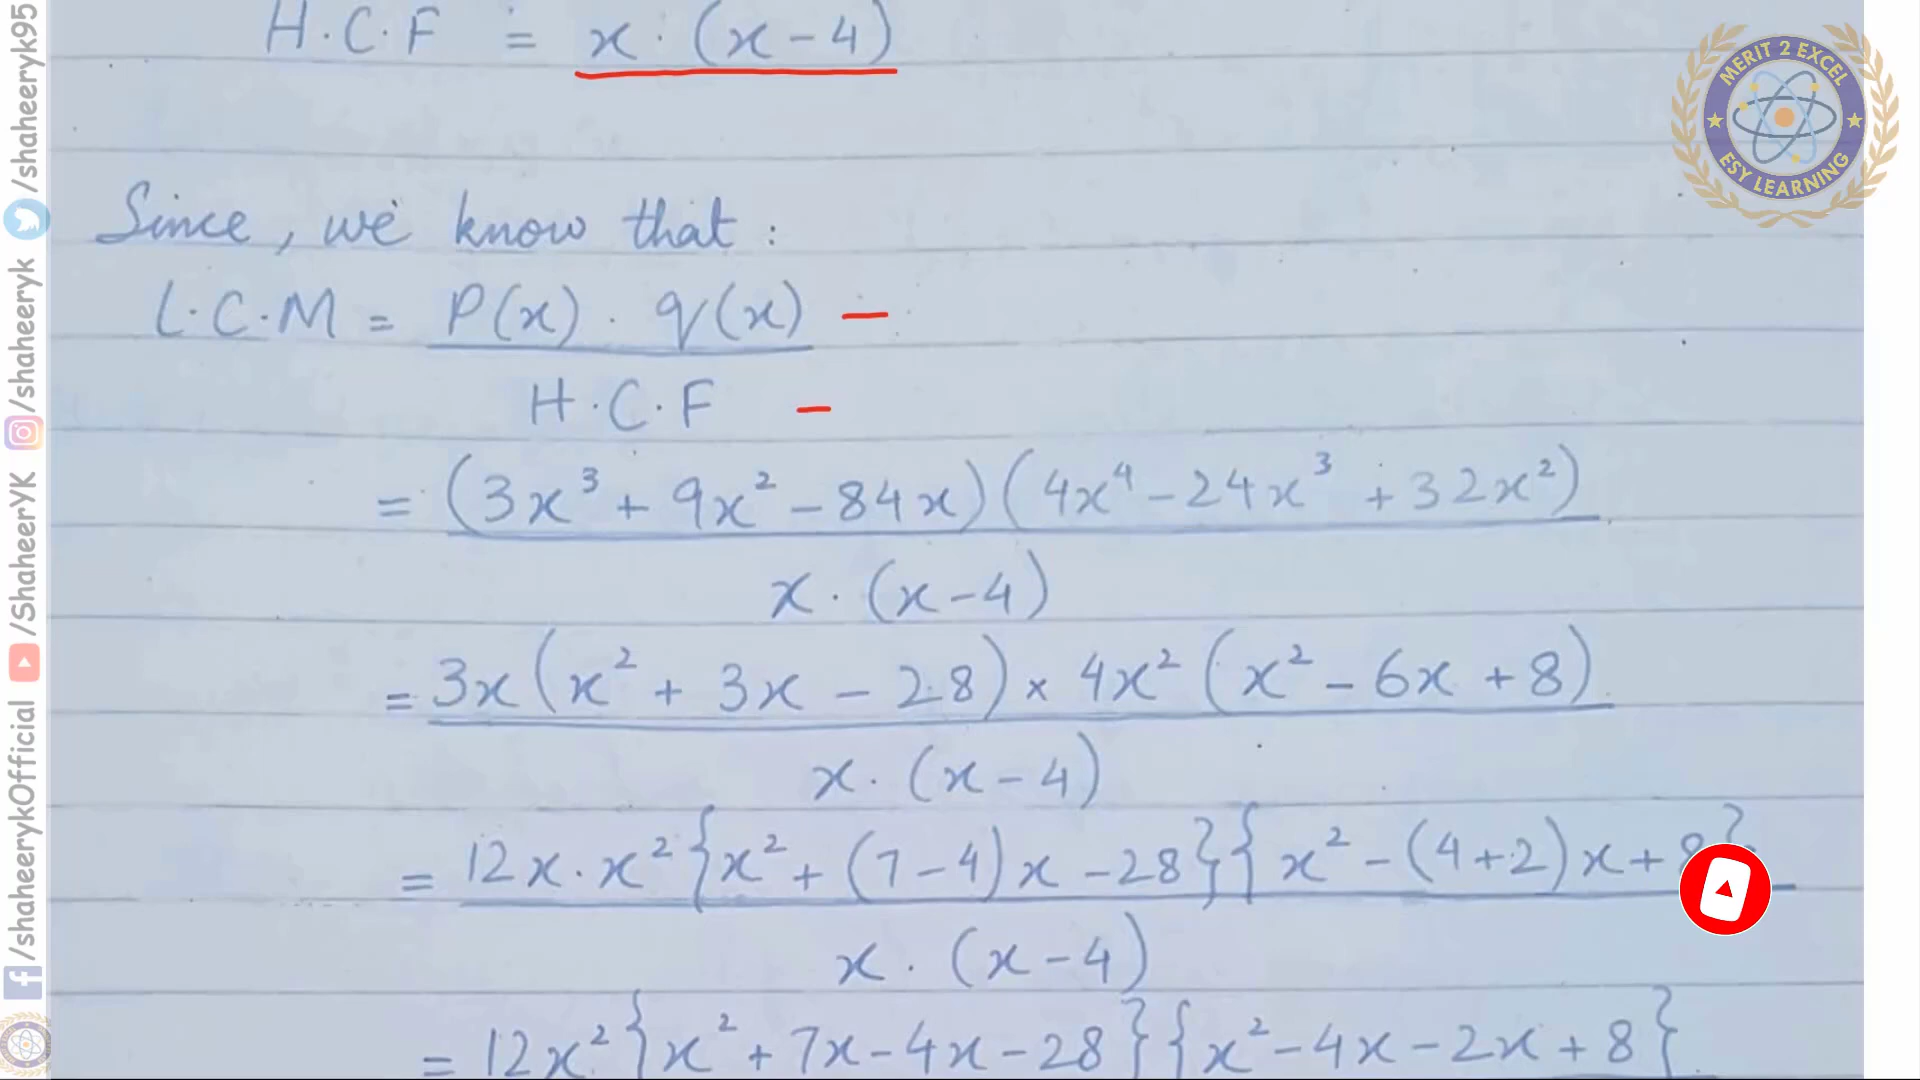 H.C.F = x.(x-4)
Since, we know that :
L.C.M = P(x) . q(x)
H.C.F
= (3x³ + 9x² - 84x)(4x⁴ - 24x³ + 32x²)
x.(x-4)
= 3x(x² + 3x - 28) × 4x²(x² - 6x + 8)
x.(x-4)
= 12x.x²{x² + (7-4)x - 28}{x² - (4+2)x + 8}
x.(x-4)
= 12x²{x² + 7x - 4x - 28}{x² - 4x - 2x + 8}
MERIT 2 EXCEL
ESY LEARNING
/shaheerykOfficial
/ShaheerYK
/shaheeryk
/shaheeryk95